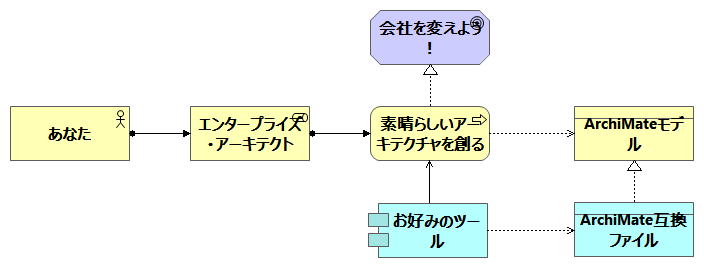 会社を変えよう
!
あなた
エンタープライズ
・アーキテクト
素晴らしいアー
キテクチャを創る
ArchiMateモデ
ル
お好みのツー
ル
ArchiMate互換
ファイル